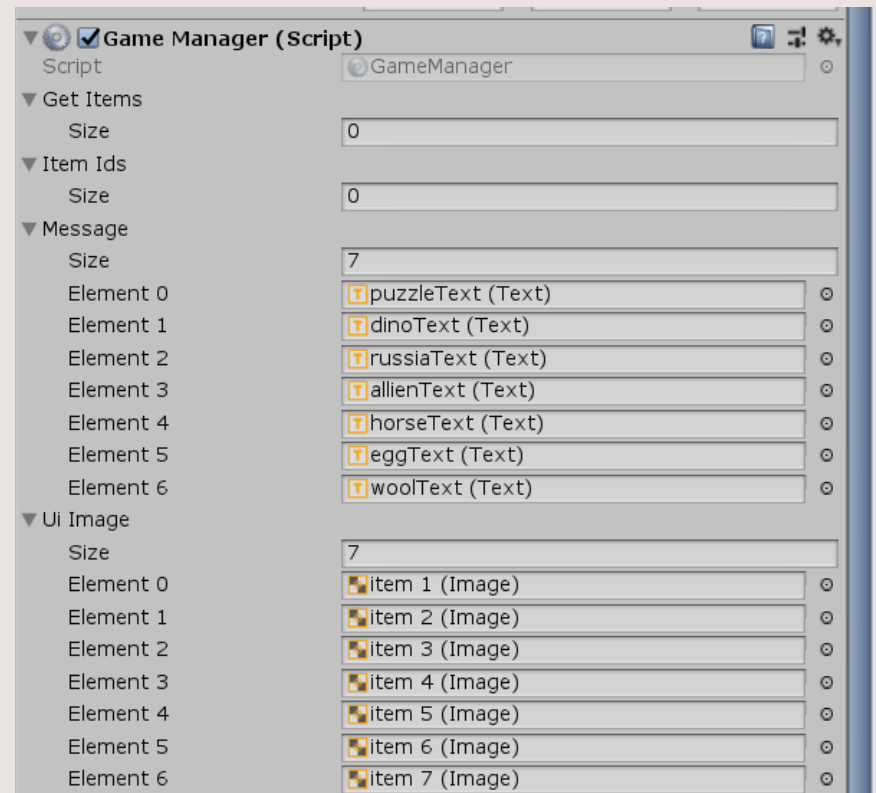 Game Manager (Script)
Script GameManager
Get Items
Size 0
Item Ids
Size 0
Message
Size 7
Element 0 puzzleText (Text)
Element 1 dinoText (Text)
Element 2 russiaText (Text)
Element 3 allienText (Text)
Element 4 horseText (Text)
Element 5 eggText (Text)
Element 6 woolText (Text)
Ui Image
Size 7
Element 0 item 1 (Image)
Element 1 item 2 (Image)
Element 2 item 3 (Image)
Element 3 item 4 (Image)
Element 4 item 5 (Image)
Element 5 item 6 (Image)
Element 6 item 7 (Image)